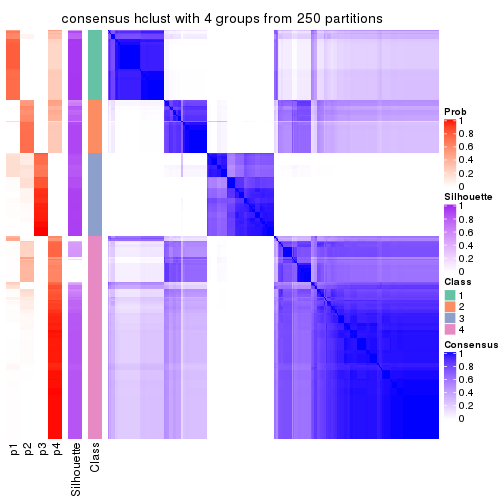 consensus hclust with 4 groups from 250 partitions
Prob
1
0.8
0.6
0.4
0.2
0
Silhouette
1
0.8
0.6
0.4
0.2
0
Class
1
2
3
4
Consensus
1
0.8
0.6
0.4
0.2
0
p1
p2
p3
p4
Silhouette
Class